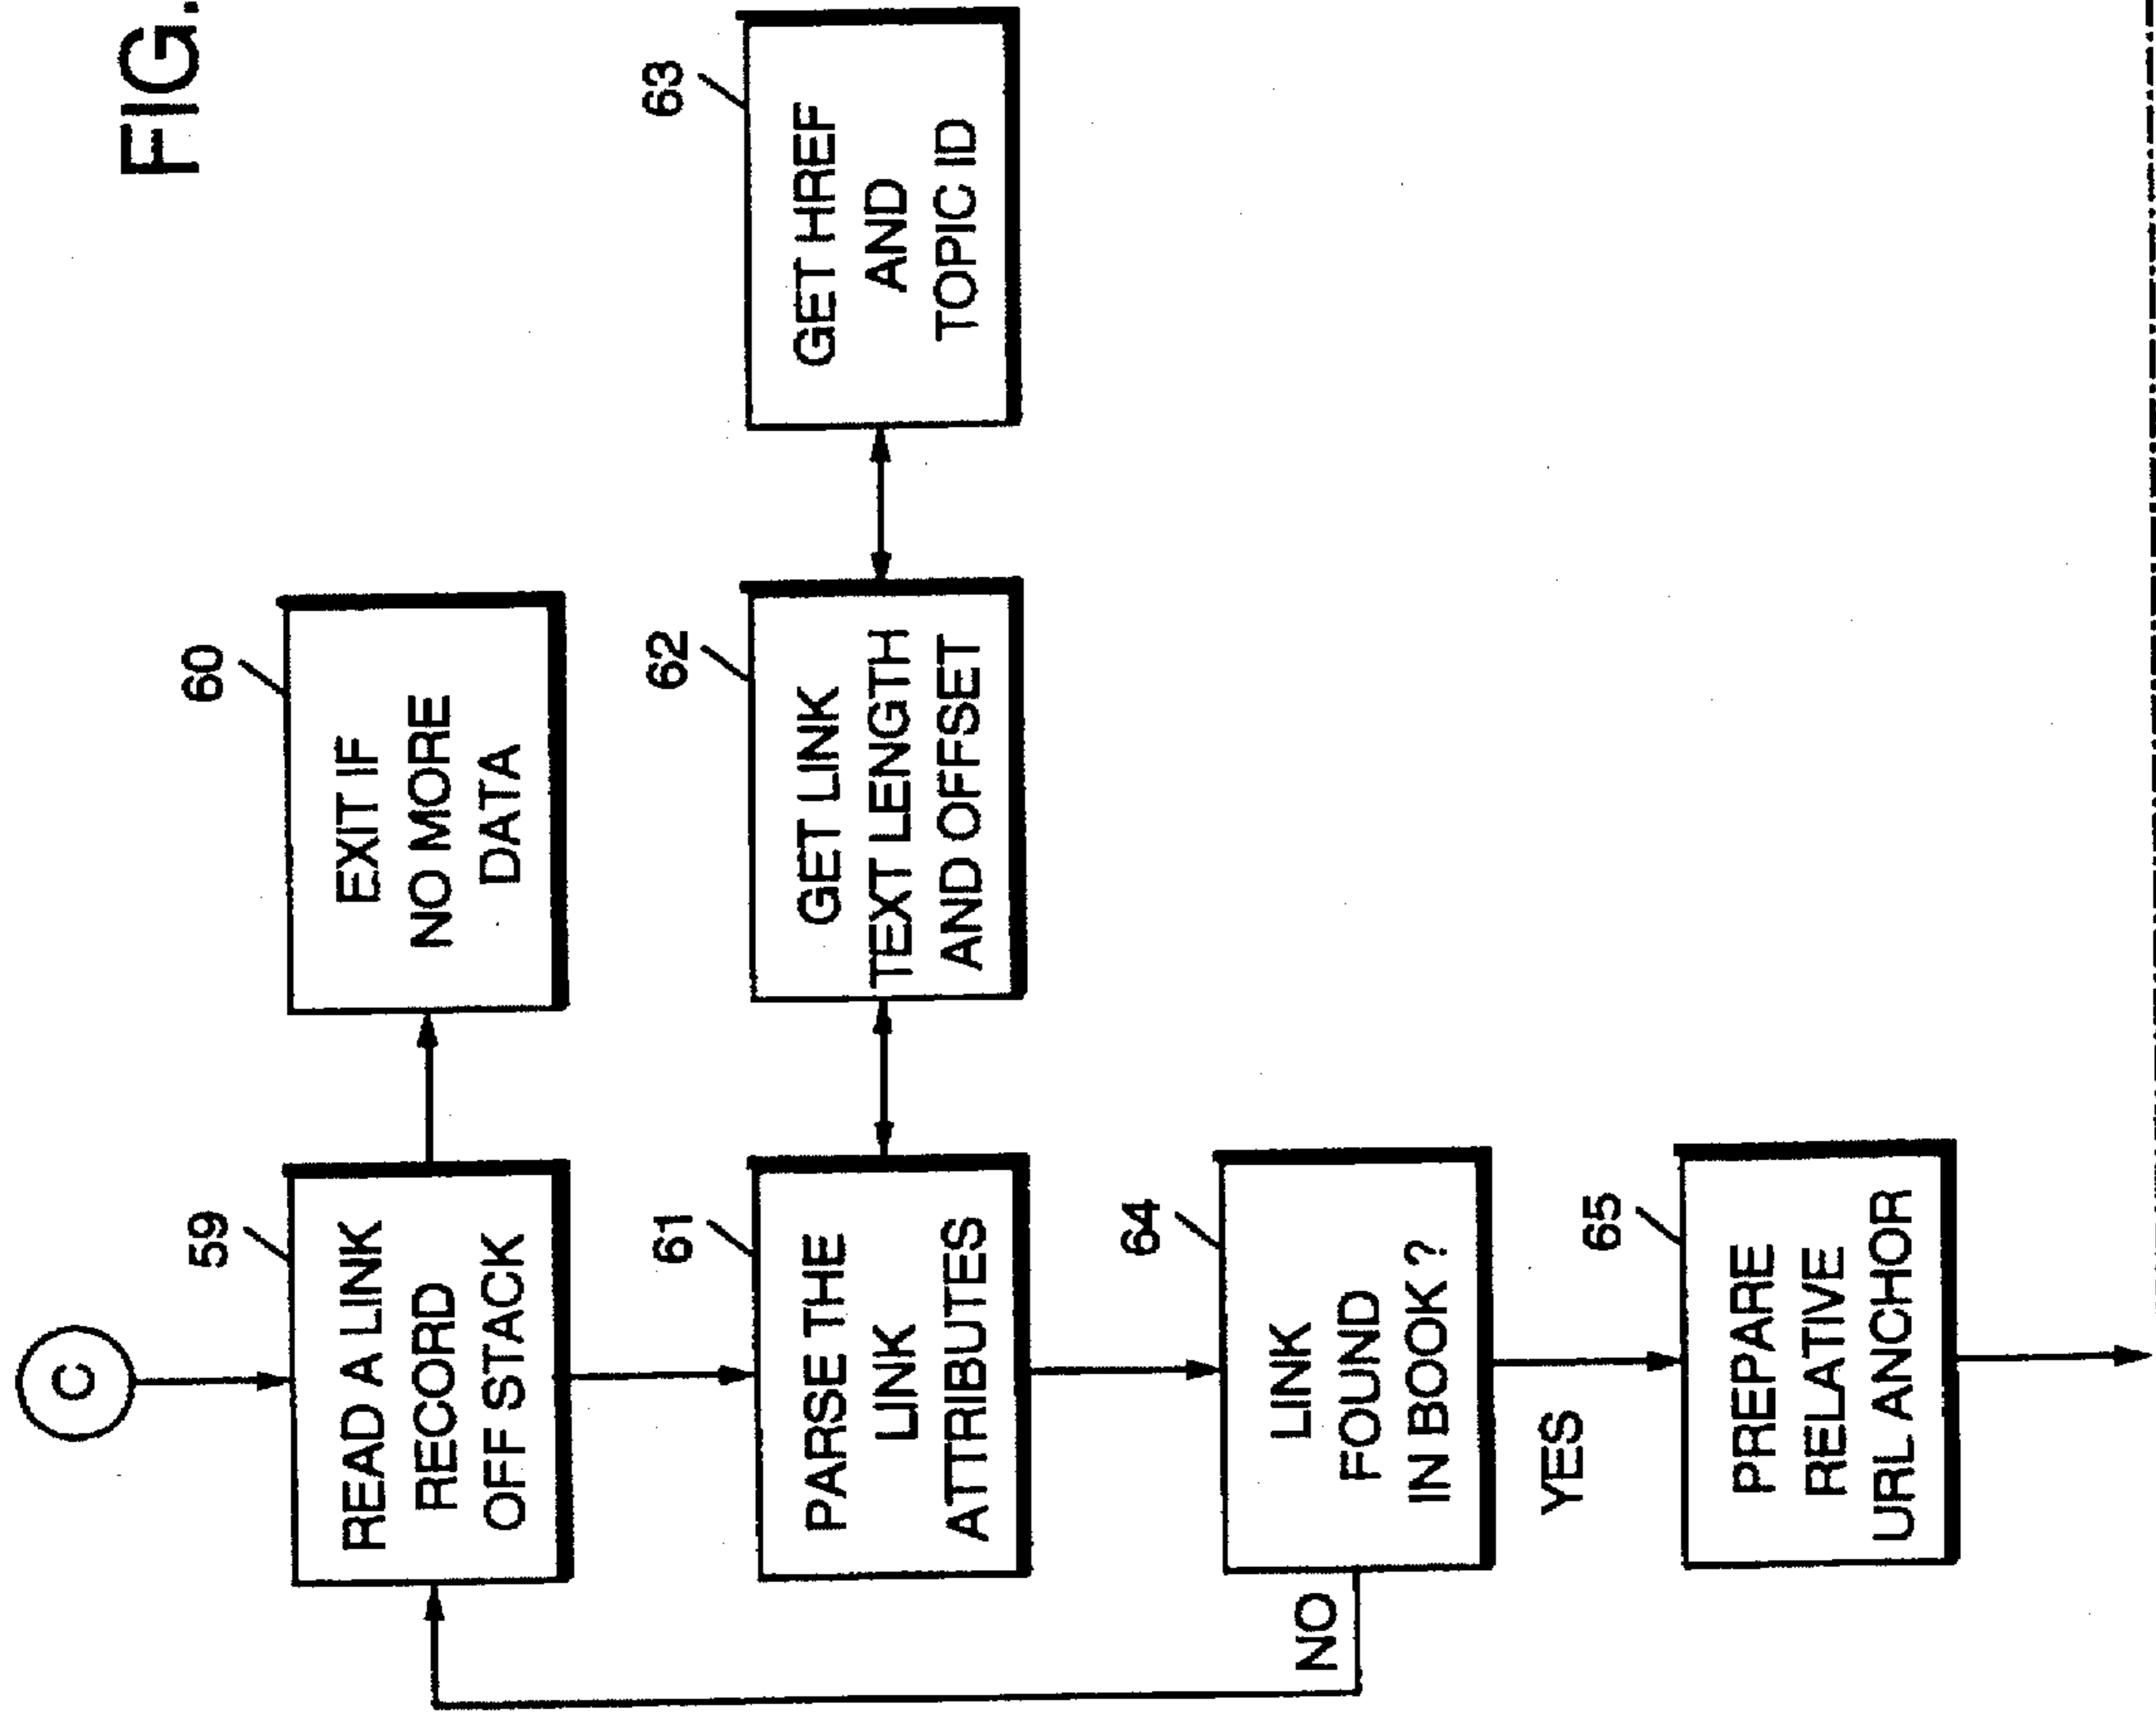 FIG.
C
59
READ A LINK
RECORD
OFF STACK
60
EXIT IF
NO MORE
DATA
61
PARSE THE
LINK
ATTRIBUTES
62
GET LINK
TEXT LENGTH
AND OFFSET
63
GET HREF
AND
TOPIC ID
64
LINK
FOUND
IN BOOK ?
NO
YES
65
PREPARE
RELATIVE
URL ANCHOR